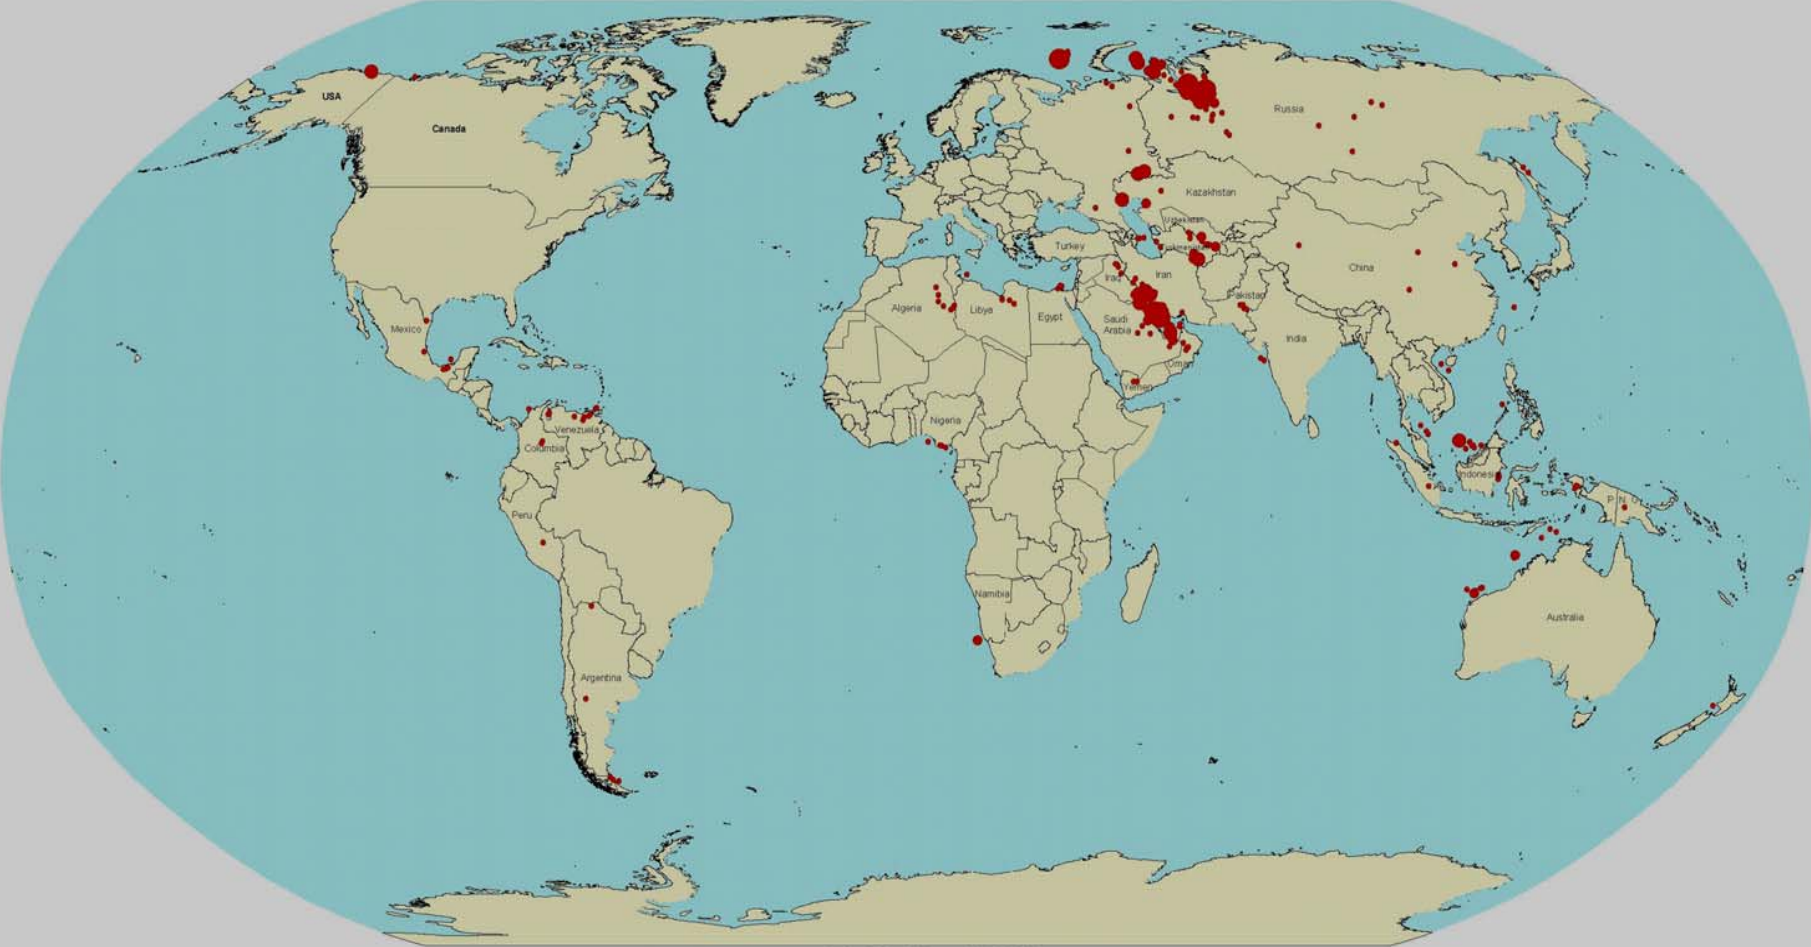 USA
Canada
Russia
Kazakhstan
Uzbekistan
Turkmenistan
Turkey
China
Iran
Iraq
Pakistan
Algeria
Libya
Egypt
Saudi
Arabia
India
Mexico
Oman
Yemen
Nigeria
Venezuela
Columbia
Indonesia
P N G
Peru
Namibia
Australia
Argentina